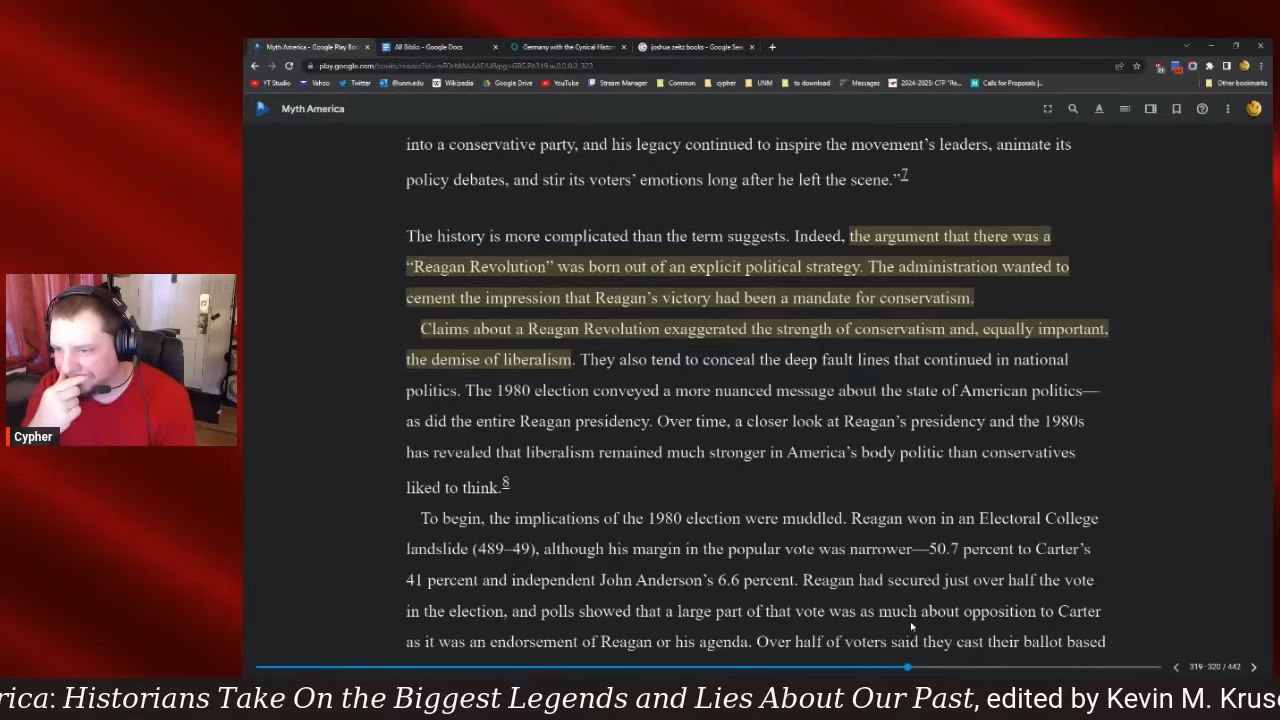 Myth America - Google Play Boo
All Biblio - Google Docs
Germany with the Cynical Histor
joshua zeitz books - Google Sea
YT Studio
Yahoo
Twitter
@unm.edu
Wikipedia
Google Drive
YouTube
Stream Manager
Common
cypher
UNM
to download
Messages
2024-2025: CFP "Re...
Calls for Proposals |...
Other bookmarks
Myth America
into a conservative party, and his legacy continued to inspire the movement's leaders, animate its
policy debates, and stir its voters' emotions long after he left the scene."7
The history is more complicated than the term suggests. Indeed, the argument that there was a
"Reagan Revolution" was born out of an explicit political strategy. The administration wanted to
cement the impression that Reagan's victory had been a mandate for conservatism.
Claims about a Reagan Revolution exaggerated the strength of conservatism and, equally important,
the demise of liberalism. They also tend to conceal the deep fault lines that continued in national
politics. The 1980 election conveyed a more nuanced message about the state of American politics—
as did the entire Reagan presidency. Over time, a closer look at Reagan's presidency and the 1980s
has revealed that liberalism remained much stronger in America's body politic than conservatives
liked to think.8
To begin, the implications of the 1980 election were muddled. Reagan won in an Electoral College
landslide (489–49), although his margin in the popular vote was narrower—50.7 percent to Carter's
41 percent and independent John Anderson's 6.6 percent. Reagan had secured just over half the vote
in the election, and polls showed that a large part of that vote was as much about opposition to Carter
as it was an endorsement of Reagan or his agenda. Over half of voters said they cast their ballot based
319-320 / 442
Cypher
rica: Historians Take On the Biggest Legends and Lies About Our Past, edited by Kevin M. Kruse